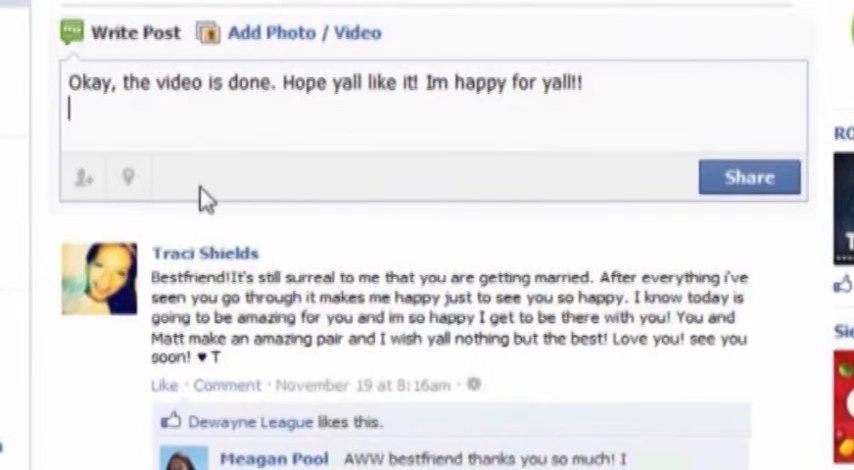 Write Post Add Photo / Video
Okay, the video is done. Hope yall like it! Im happy for yall!!
Share
RO
Traci Shields
Bestfriend!It's still surreal to me that you are getting married. After everything i've
seen you go through it makes me happy just to see you so happy. I know today is
going to be amazing for you and im so happy I get to be there with you! You and
Matt make an amazing pair and I wish yall nothing but the best! Love you! see you
soon! ♥ T
Like · Comment · November 19 at 8:16am ·
Sie
Dewayne League likes this.
Meagan Pool AWW bestfriend thanks you so much! I